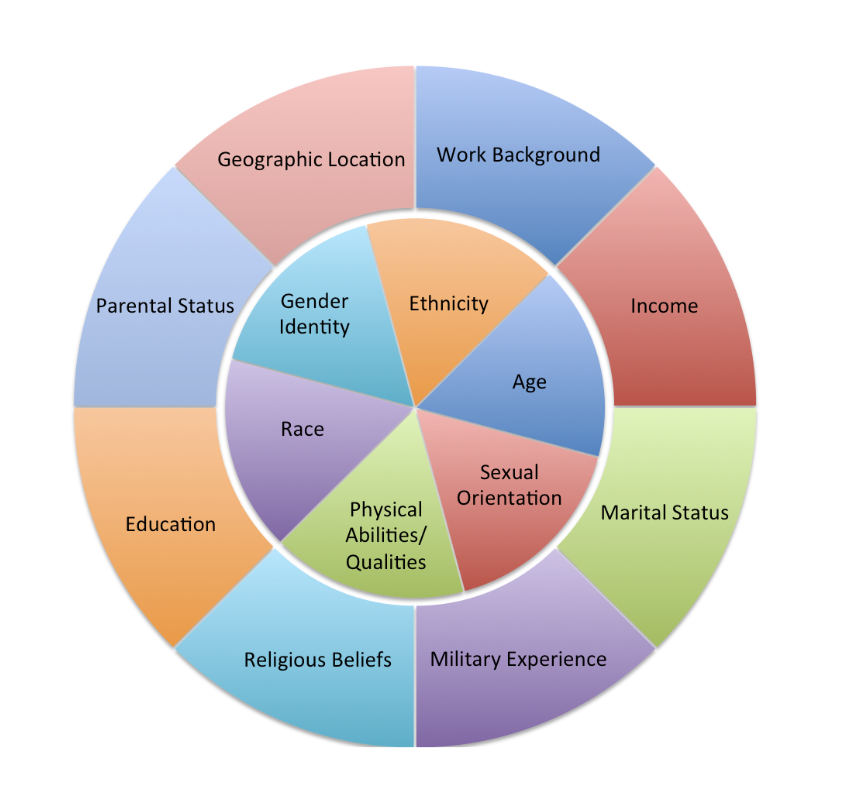 Geographic Location
Work Background
Parental Status
Income
Gender
Identity
Ethnicity
Age
Race
Sexual
Orientation
Physical
Abilities/
Qualities
Education
Marital Status
Religious Beliefs
Military Experience